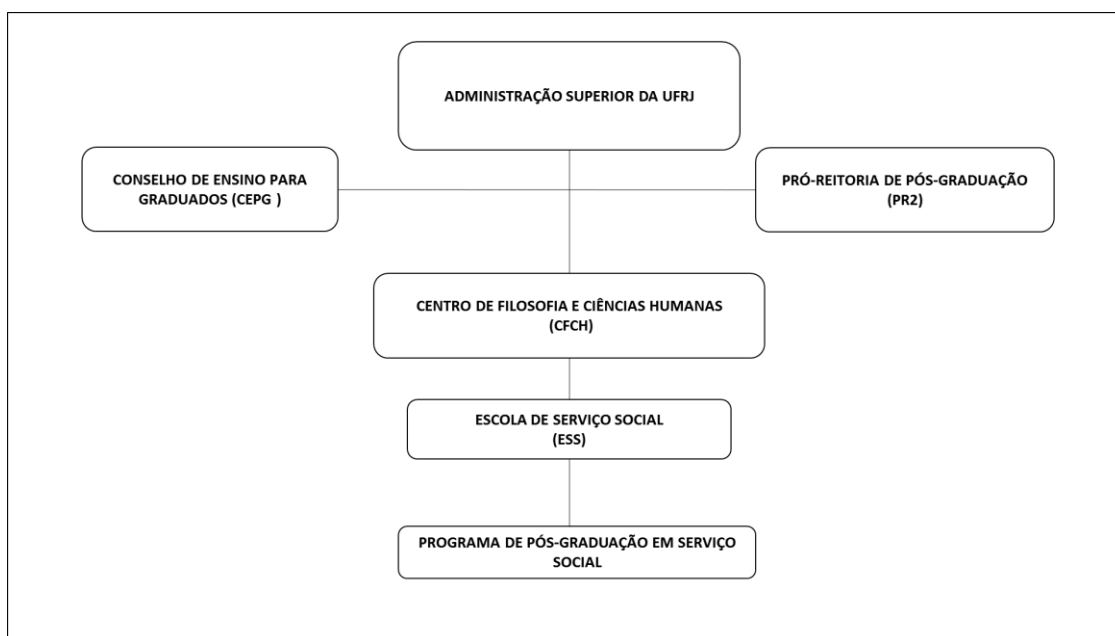 ADMINISTRAÇÃO SUPERIOR DA UFRJ
CONSELHO DE ENSINO PARA
GRADUADOS (CEPG )
PRÓ-REITORIA DE PÓS-GRADUAÇÃO
(PR2)
CENTRO DE FILOSOFIA E CIÊNCIAS HUMANAS
(CFCH)
ESCOLA DE SERVIÇO SOCIAL
(ESS)
PROGRAMA DE PÓS-GRADUAÇÃO EM SERVIÇO
SOCIAL